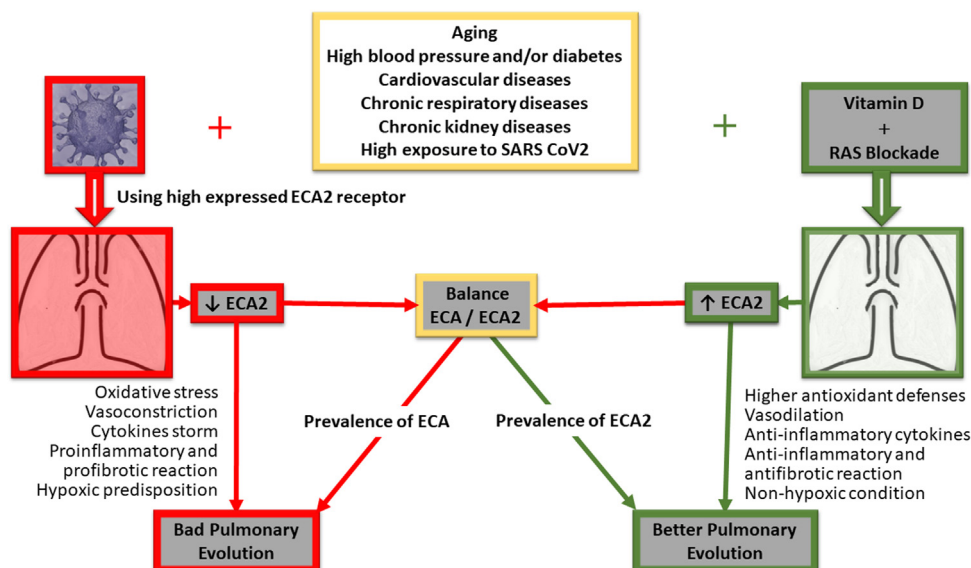 Aging
High blood pressure and/or diabetes
Cardiovascular diseases
Chronic respiratory diseases
Chronic kidney diseases
High exposure to SARS CoV2
+
+
Vitamin D
+
RAS Blockade
Using high expressed ECA2 receptor
↓ ECA2
Balance
ECA / ECA2
↑ ECA2
Oxidative stress
Vasoconstriction
Cytokines storm
Proinflammatory and
profibrotic reaction
Hypoxic predisposition
Prevalence of ECA
Prevalence of ECA2
Higher antioxidant defenses
Vasodilation
Anti-inflammatory cytokines
Anti-inflammatory and
antifibrotic reaction
Non-hypoxic condition
Bad Pulmonary
Evolution
Better Pulmonary
Evolution